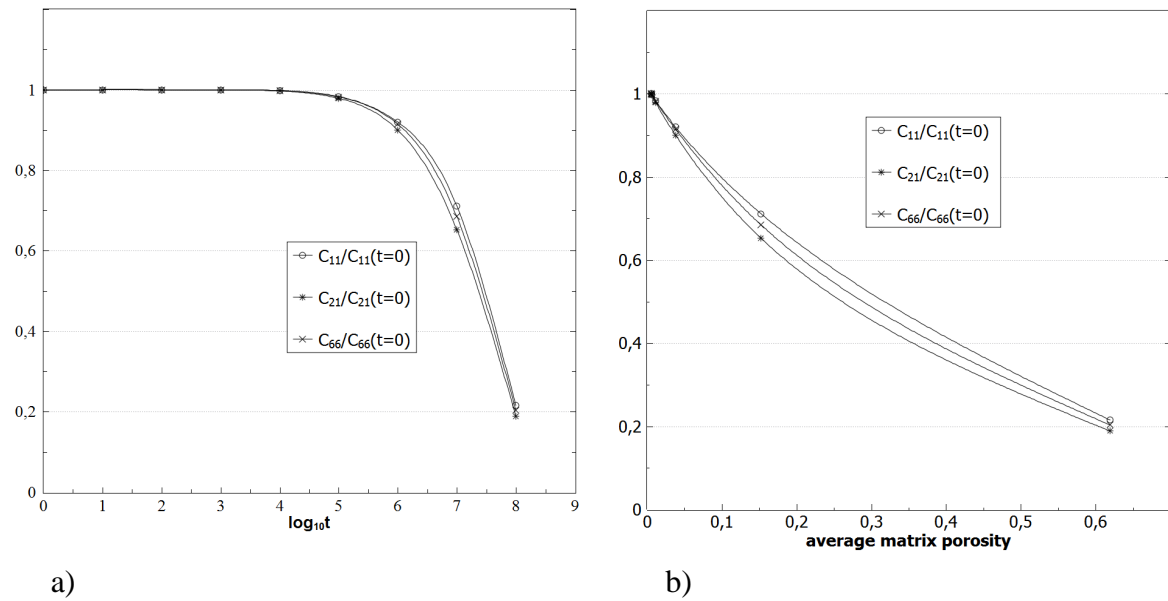 1
0,8
0,6
0,4
0,2
0
0 1 2 3 4 5 6 7 8 9
log₁₀t
C₁₁/C₁₁(t=0)
C₂₁/C₂₁(t=0)
C₆₆/C₆₆(t=0)
a)
1
0,8
0,6
0,4
0,2
0
0 0,1 0,2 0,3 0,4 0,5 0,6
average matrix porosity
C₁₁/C₁₁(t=0)
C₂₁/C₂₁(t=0)
C₆₆/C₆₆(t=0)
b)